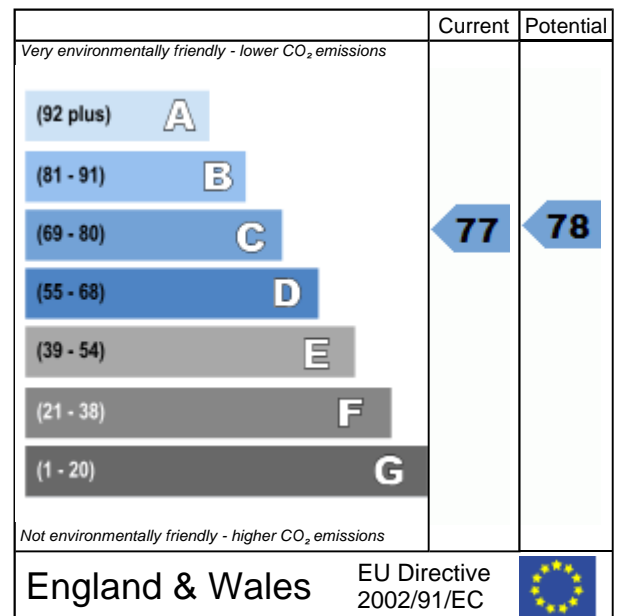 Current Potential
Very environmentally friendly - lower CO₂ emissions
(92 plus) A
(81 - 91) B
(69 - 80) C
77 78
(55 - 68) D
(39 - 54) E
(21 - 38) F
(1 - 20) G
Not environmentally friendly - higher CO₂ emissions
England & Wales
EU Directive
2002/91/EC